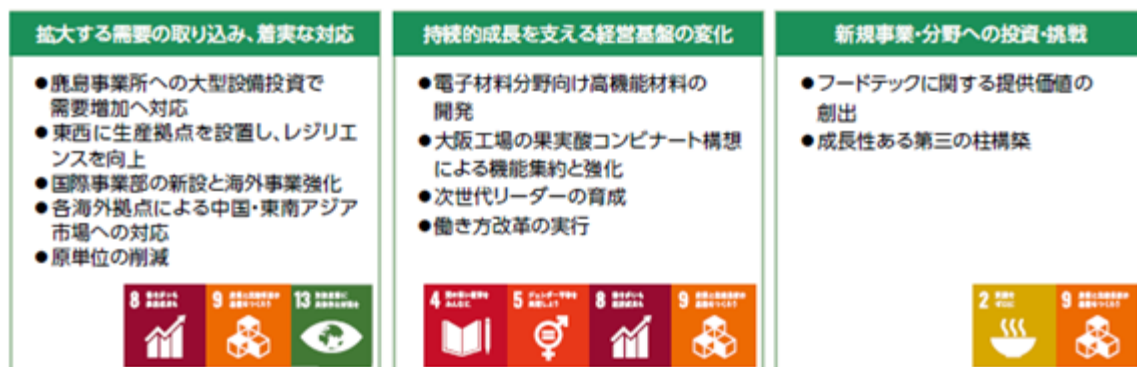 拡大する需要の取り込み、着実な対応
●鹿島事業所への大型設備投資で
需要増加へ対応
●東西に生産拠点を設置し、レジリエ
ンスを向上
●国際事業部の新設と海外事業強化
●各海外拠点による中国・東南アジア
市場への対応
●原単位の削減
8
9
13
持続的成長を支える経営基盤の変化
●電子材料分野向け高機能材料の
開発
●大阪工場の果実酸コンビナート構想
による機能集約と強化
●次世代リーダーの育成
●働き方改革の実行
4
5
8
9
新規事業・分野への投資・挑戦
●フードテックに関する提供価値の
創出
●成長性ある第三の柱構築
2
9